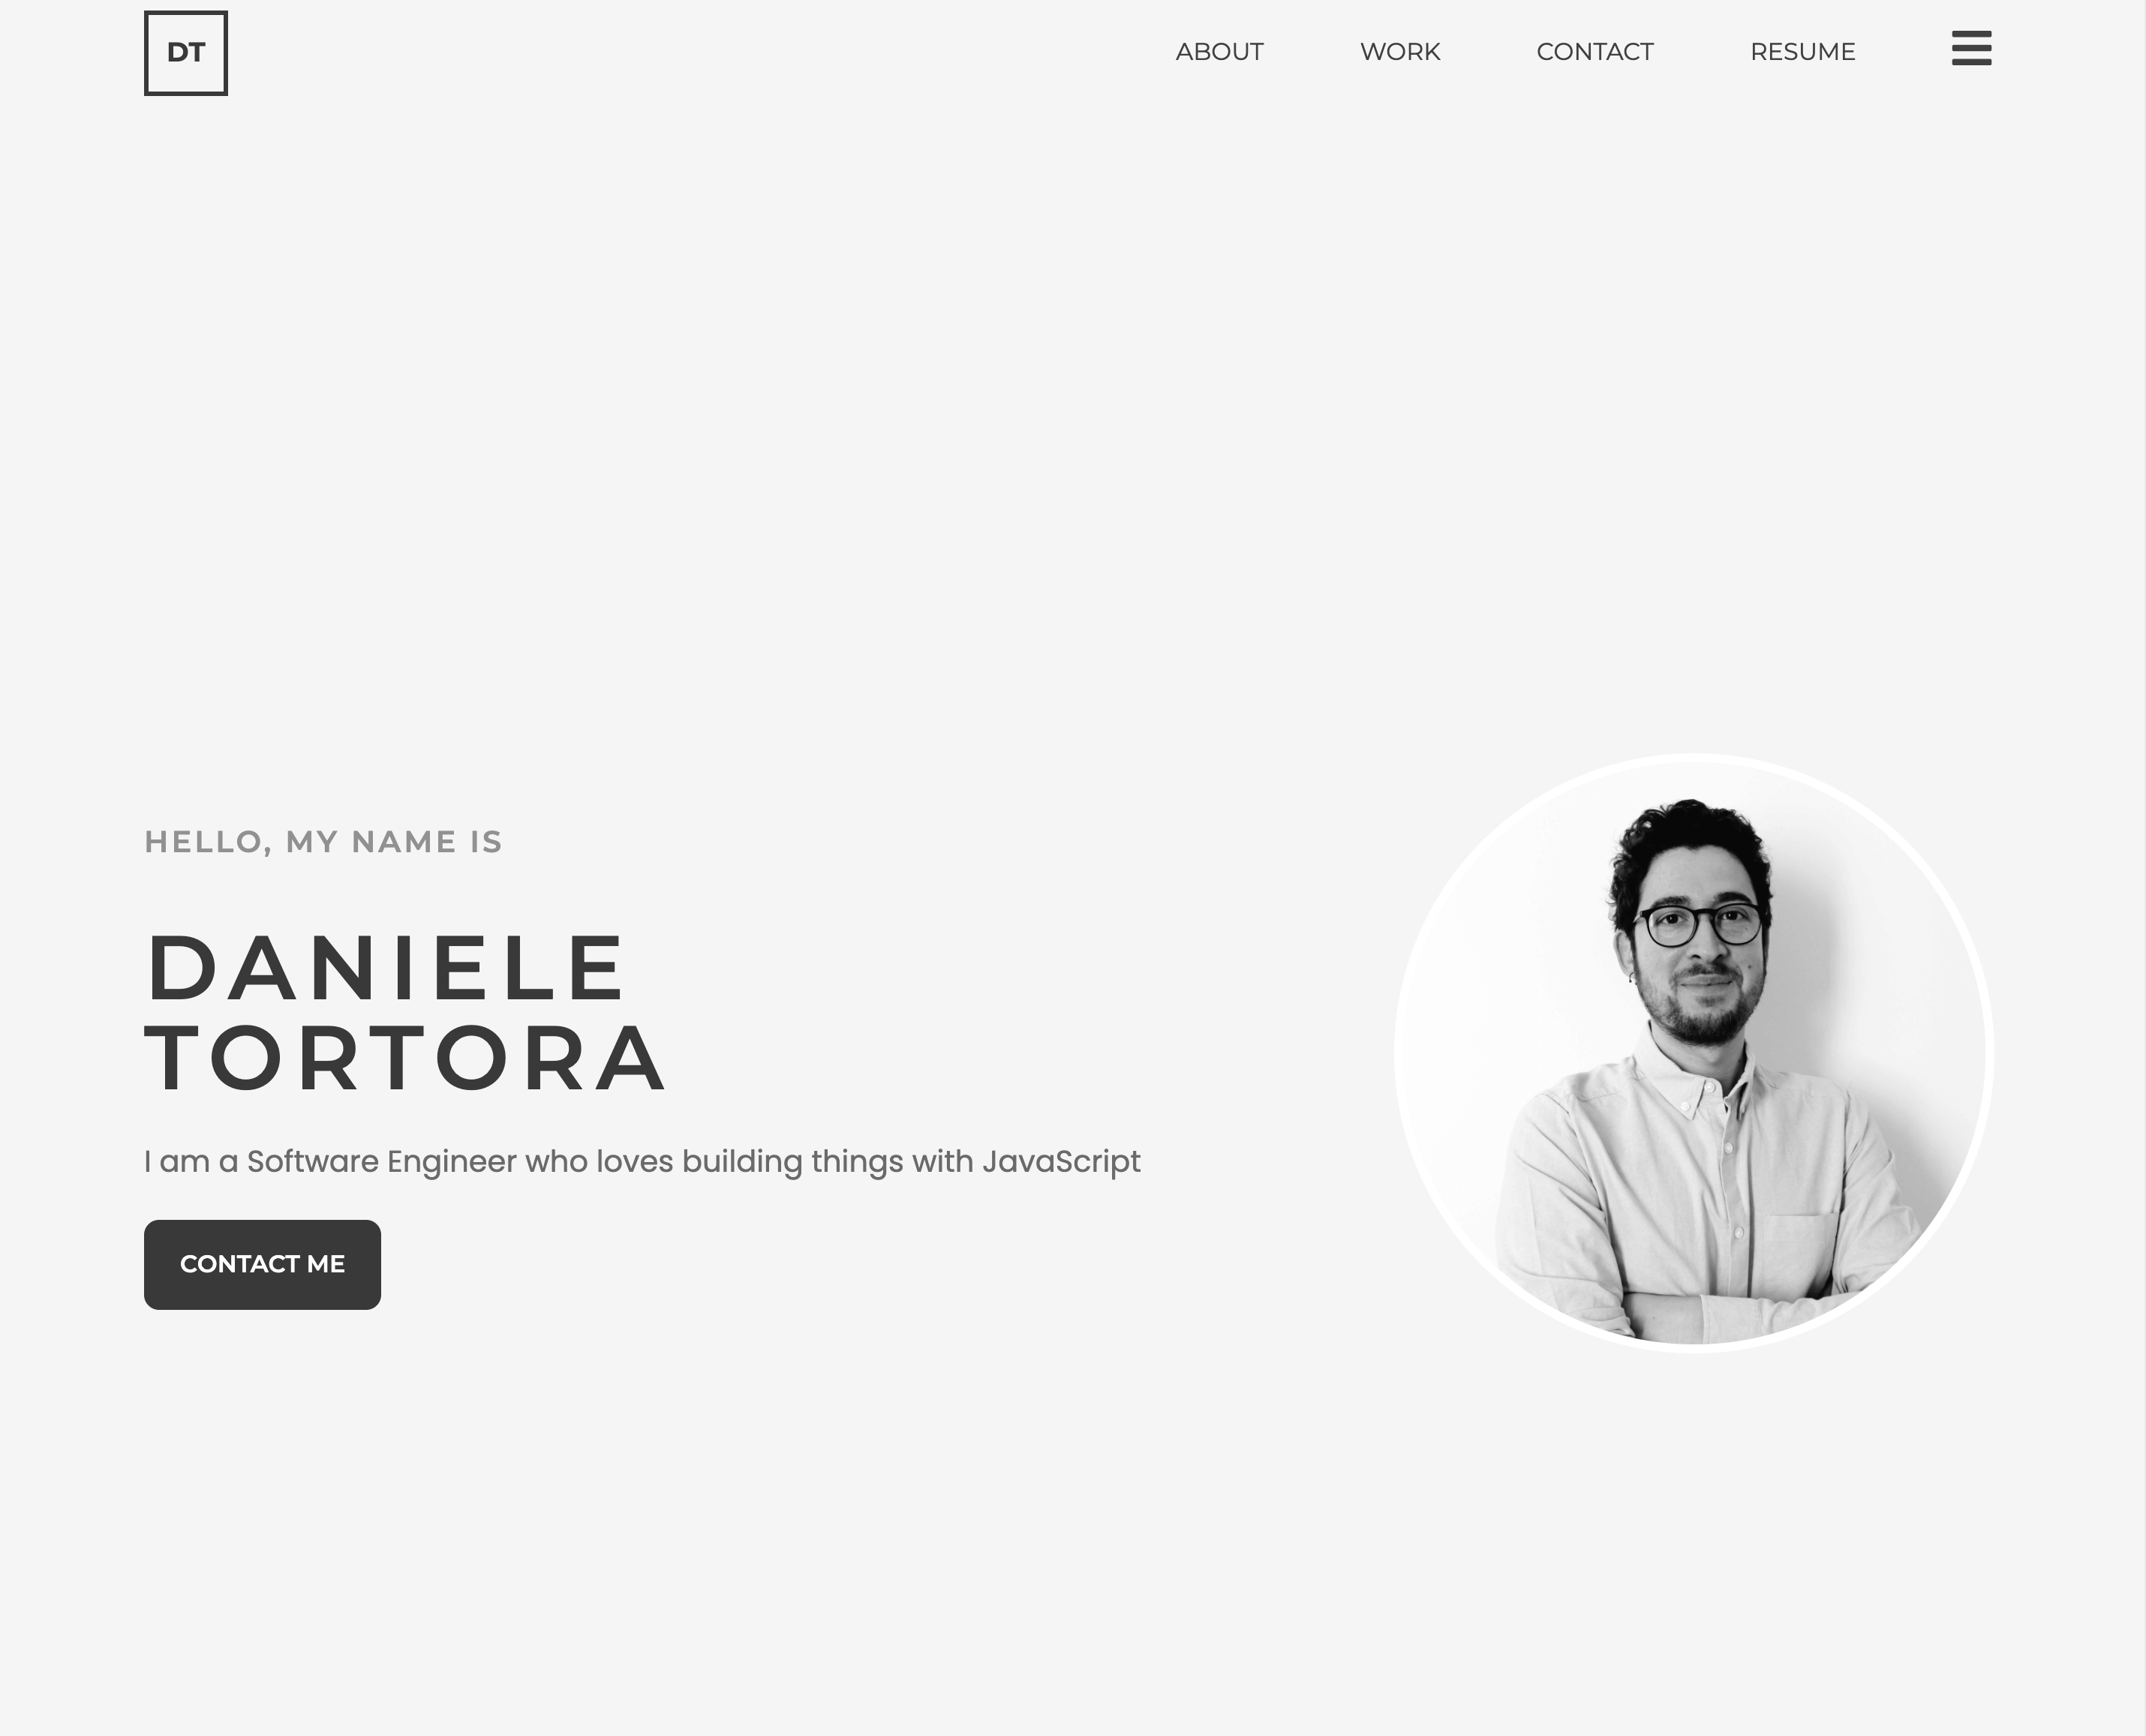 DT
ABOUT WORK CONTACT RESUME
HELLO, MY NAME IS
DANIELE
TORTORA
I am a Software Engineer who loves building things with JavaScript
CONTACT ME